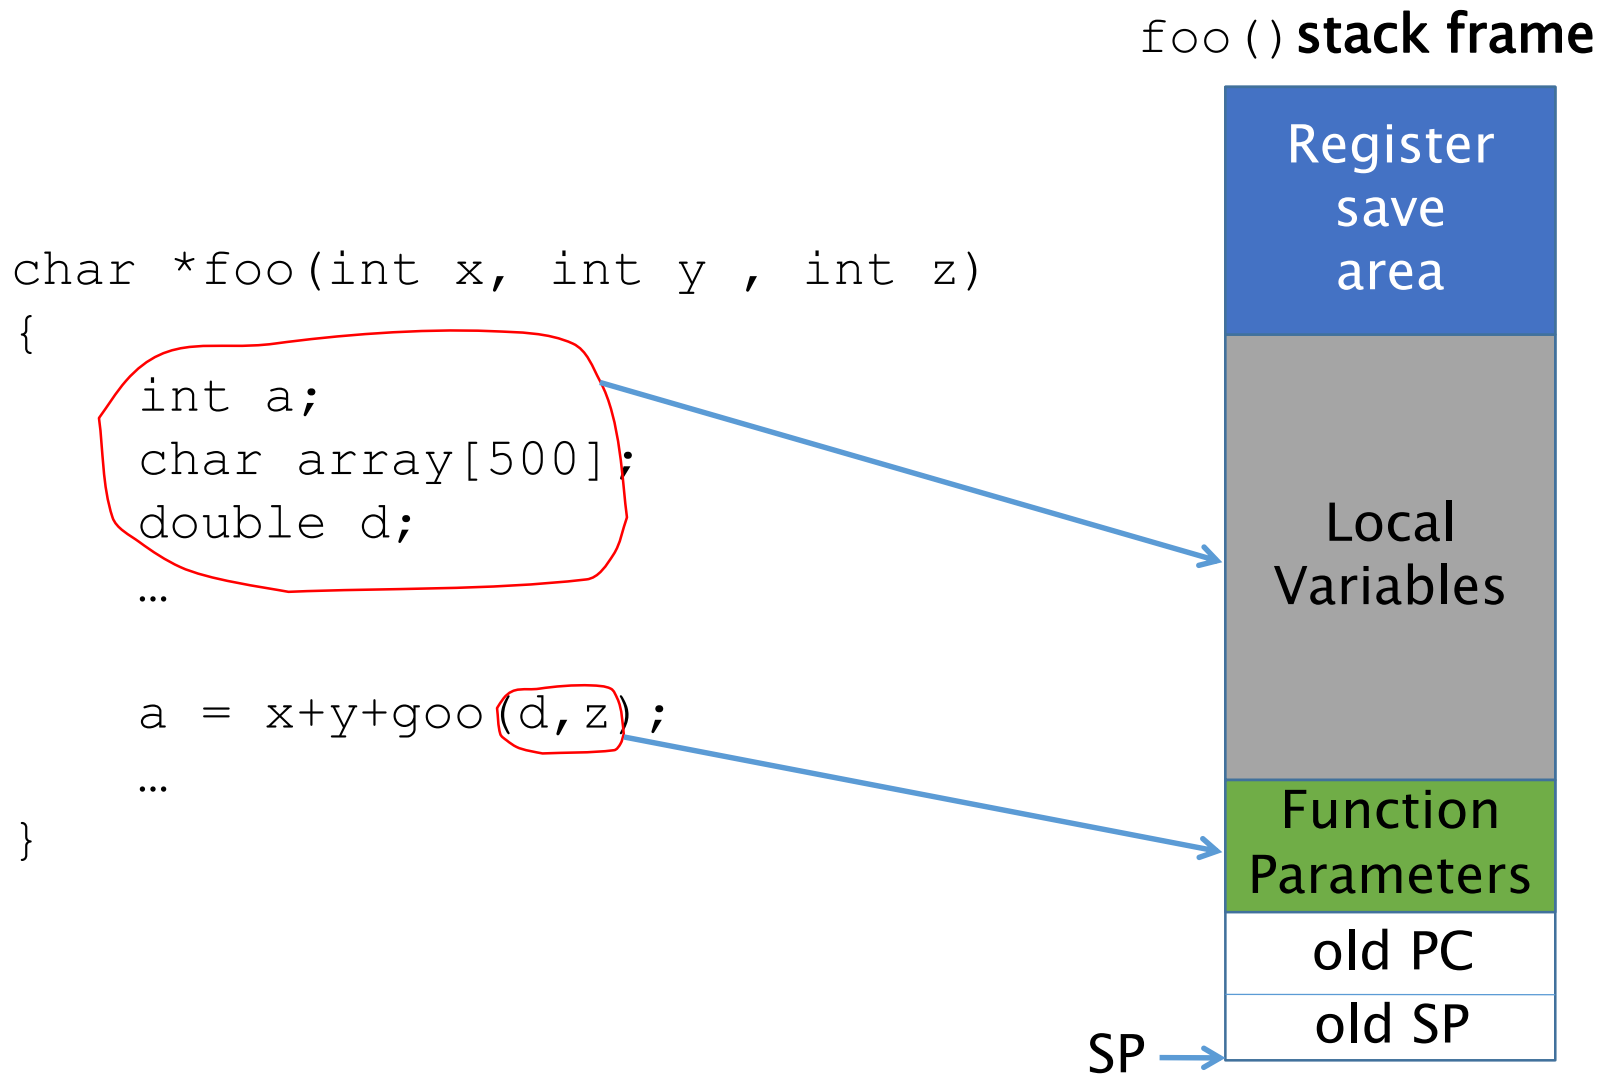 foo() stack frame
char *foo(int x, int y , int z)
{
int a;
char array[500];
double d;
…
a = x+y+goo(d,z);
…
}
Register
save
area
Local
Variables
Function
Parameters
old PC
old SP
SP